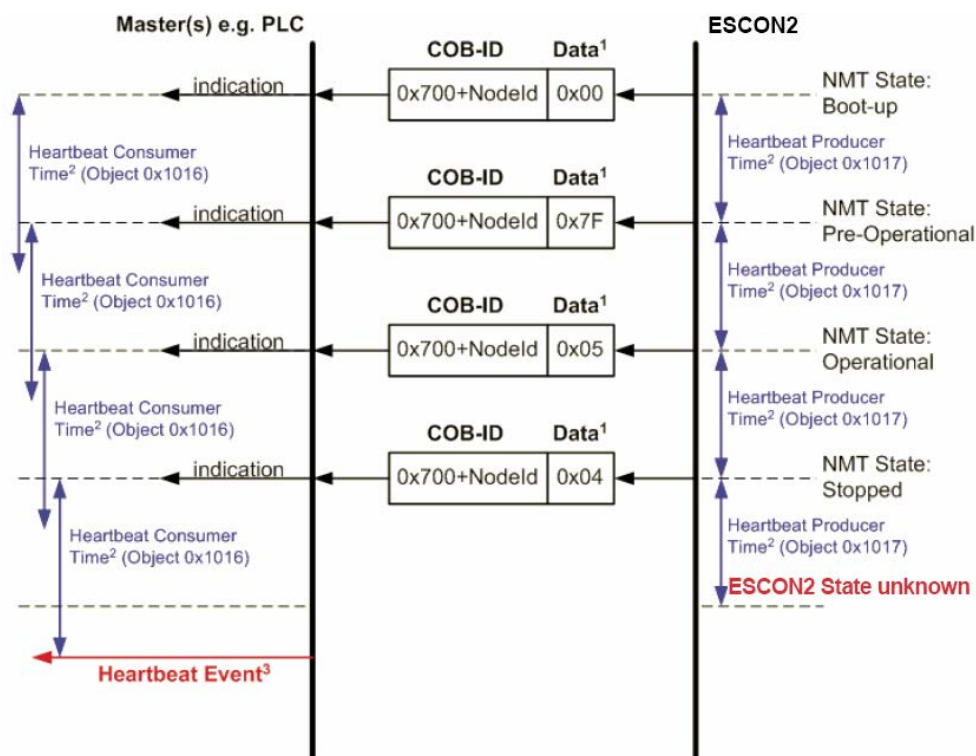 Master(s) e.g. PLC
ESCON2
COB-ID Data¹
indication
0x700+NodeId 0x00
NMT State:
Boot-up
Heartbeat Consumer
Time² (Object 0x1016)
Heartbeat Producer
Time² (Object 0x1017)
COB-ID Data¹
indication
0x700+NodeId 0x7F
NMT State:
Pre-Operational
Heartbeat Consumer
Time² (Object 0x1016)
Heartbeat Producer
Time² (Object 0x1017)
COB-ID Data¹
indication
0x700+NodeId 0x05
NMT State:
Operational
Heartbeat Consumer
Time² (Object 0x1016)
Heartbeat Producer
Time² (Object 0x1017)
COB-ID Data¹
indication
0x700+NodeId 0x04
NMT State:
Stopped
Heartbeat Consumer
Time² (Object 0x1016)
Heartbeat Producer
Time² (Object 0x1017)
ESCON2 State unknown
Heartbeat Event³